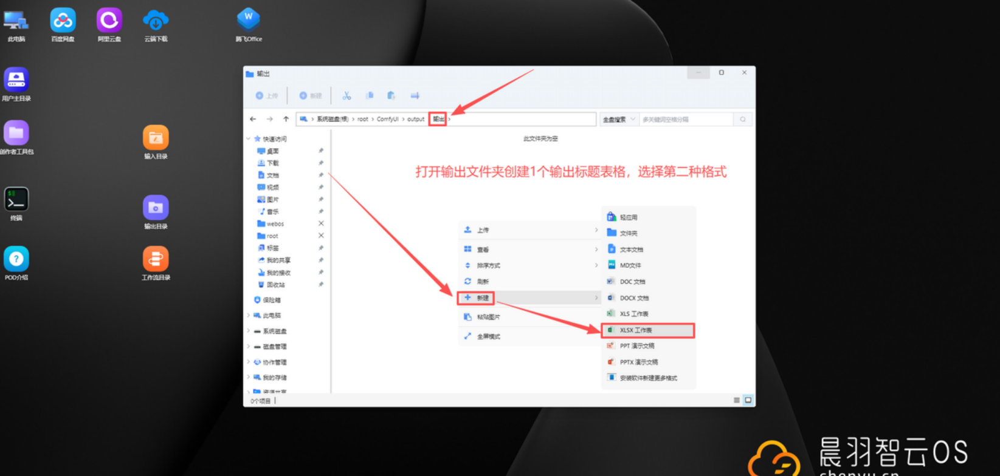 此电脑
百度网盘
阿里云盘
云端下载
腾飞Office
W
用户主目录
创作者工具包
输入目录
$
终端
输出目录
?
POD介绍
工作流目录
输出
上传
新建
系统磁盘(根) > root > ComfyUI > output > 输出 >
全盘搜索
多关键词空格分隔
快速访问
桌面
下载
文档
视频
图片
音乐
webos
root
标签
我的共享
我的接收
回收站
保险箱
此电脑
系统磁盘
磁盘管理
协作管理
我的存储
资源共享
0个项目
此文件夹为空
打开输出文件夹创建1个输出标题表格，选择第二种格式
上传
查看
排序方式
刷新
新建
粘贴图片
全屏模式
轻应用
文件夹
文本文档
MD文件
DOC 文档
DOCX 文档
XLS 工作表
XLSX 工作表
PPT 演示文稿
PPTX 演示文稿
安装软件新建更多格式
晨羽智云OS
chenyu.cn